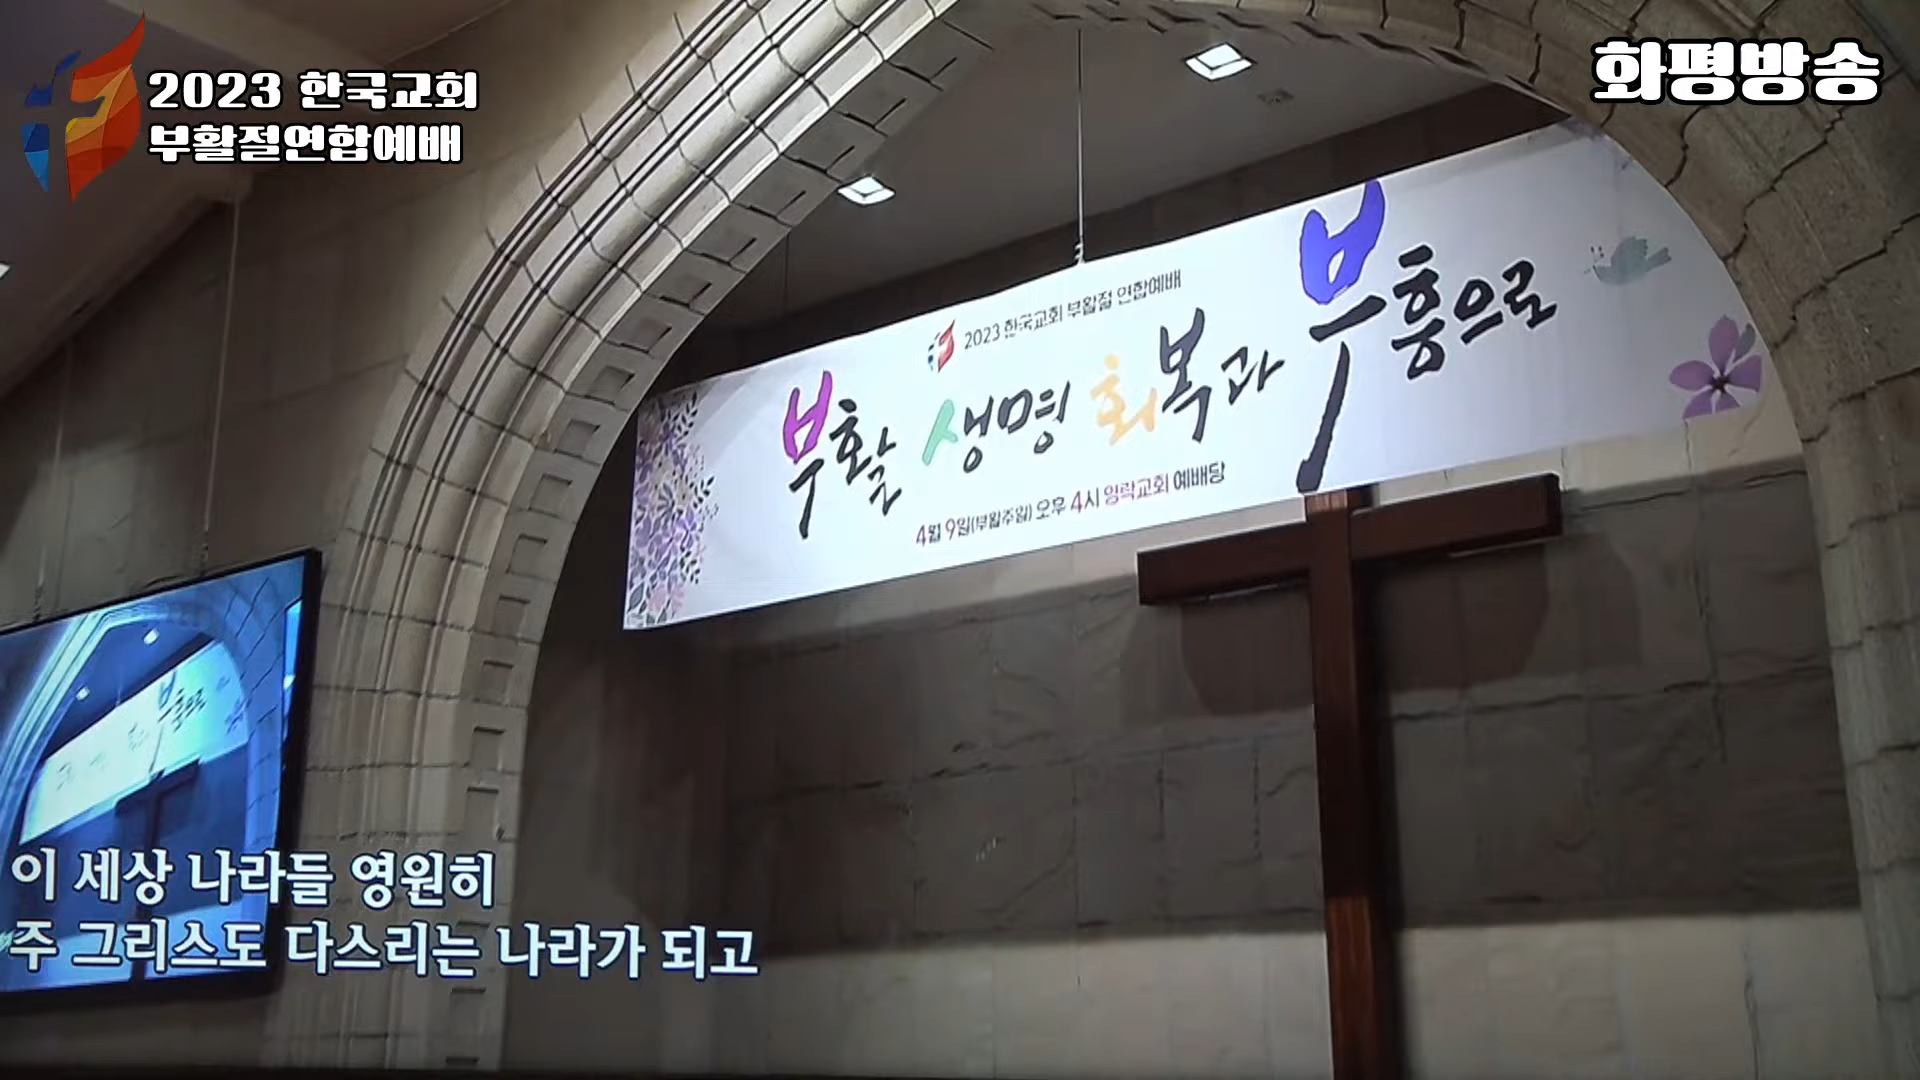 2023 한국교회
부활절연합예배
화평방송
2023 한국교회 부활절 연합예배
부활 생명 회복과 부흥으로
4월 9일(부활주일) 오후 4시 영락교회 예배당
부흥으로
이 세상 나라들 영원히
주 그리스도 다스리는 나라가 되고